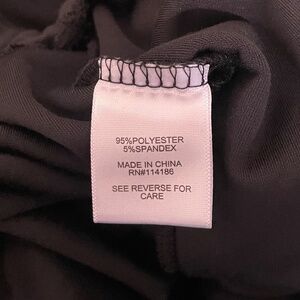 95%POLYESTER
5%SPANDEX
MADE IN CHINA
RN#114186
SEE REVERSE FOR
CARE